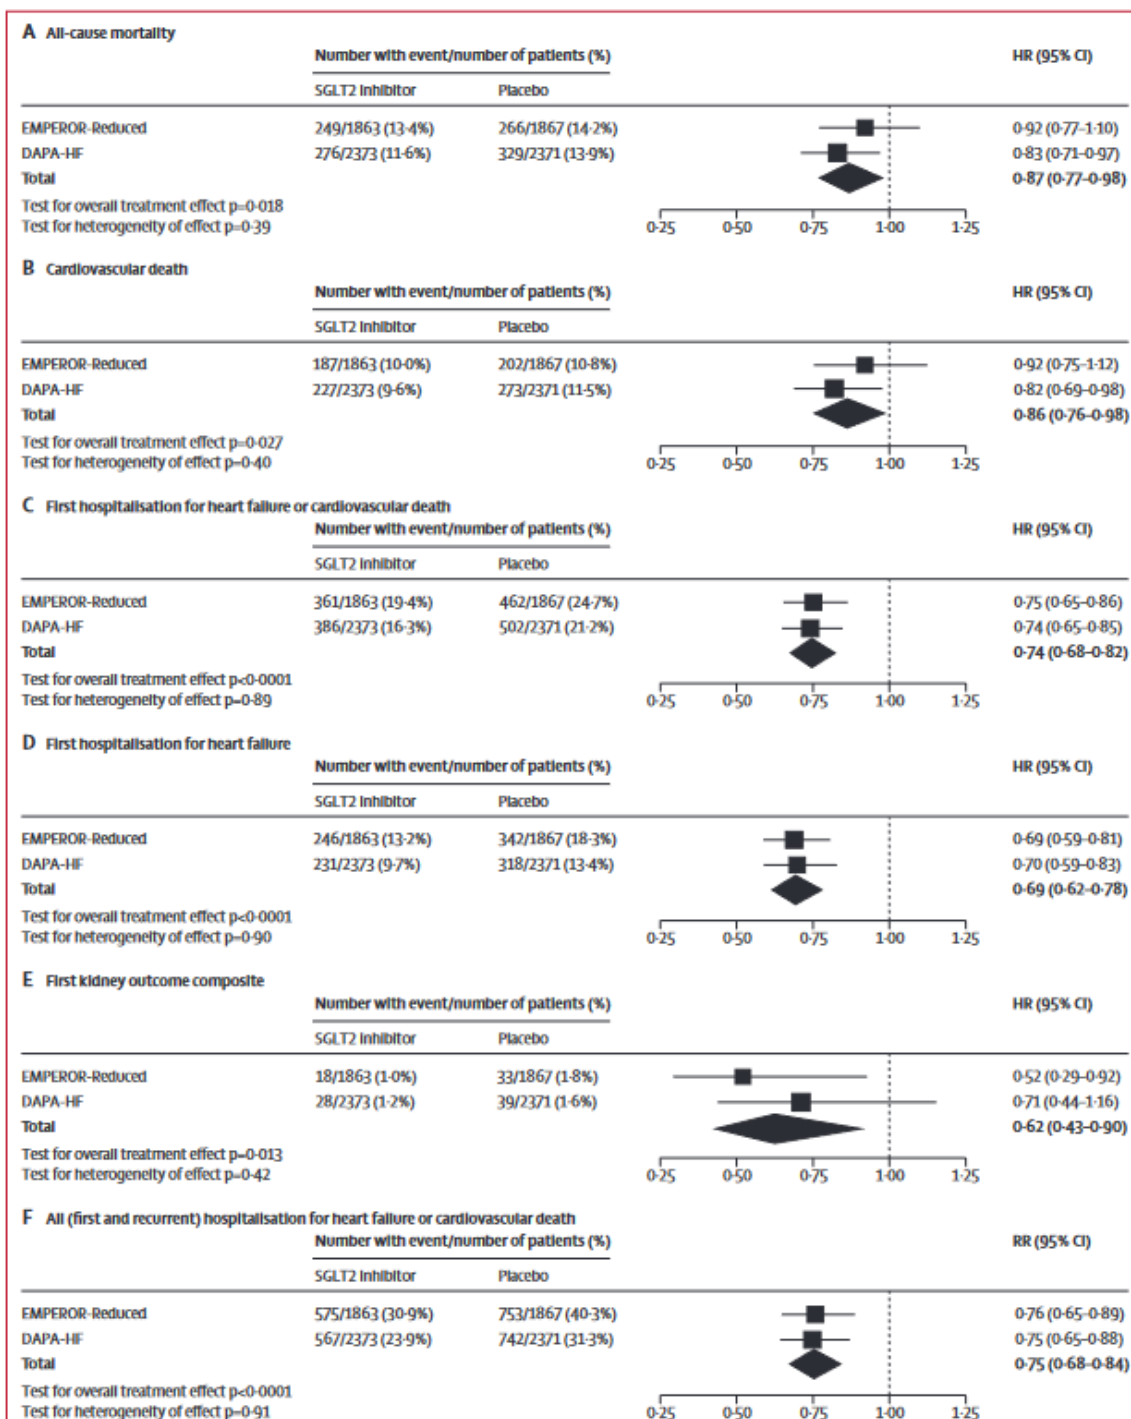 A All-cause mortality
Number with event/number of patients (%) HR (95% CI)
SGLT2 Inhibitor Placebo
EMPEROR-Reduced 249/1863 (13·4%) 266/1867 (14·2%) 0·92 (0·77–1·10)
DAPA-HF 276/2373 (11·6%) 329/2371 (13·9%) 0·83 (0·71–0·97)
Total 0·87 (0·77–0·98)
Test for overall treatment effect p=0·018
Test for heterogeneity of effect p=0·39
0·25 0·50 0·75 1·00 1·25
B Cardiovascular death
Number with event/number of patients (%) HR (95% CI)
SGLT2 Inhibitor Placebo
EMPEROR-Reduced 187/1863 (10·0%) 202/1867 (10·8%) 0·92 (0·75–1·12)
DAPA-HF 227/2373 (9·6%) 273/2371 (11·5%) 0·82 (0·69–0·98)
Total 0·86 (0·76–0·98)
Test for overall treatment effect p=0·027
Test for heterogeneity of effect p=0·40
0·25 0·50 0·75 1·00 1·25
C First hospitalisation for heart failure or cardiovascular death
Number with event/number of patients (%) HR (95% CI)
SGLT2 Inhibitor Placebo
EMPEROR-Reduced 361/1863 (19·4%) 462/1867 (24·7%) 0·75 (0·65–0·86)
DAPA-HF 386/2373 (16·3%) 502/2371 (21·2%) 0·74 (0·65–0·85)
Total 0·74 (0·68–0·82)
Test for overall treatment effect p<0·0001
Test for heterogeneity of effect p=0·89
0·25 0·50 0·75 1·00 1·25
D First hospitalisation for heart failure
Number with event/number of patients (%) HR (95% CI)
SGLT2 Inhibitor Placebo
EMPEROR-Reduced 246/1863 (13·2%) 342/1867 (18·3%) 0·69 (0·59–0·81)
DAPA-HF 231/2373 (9·7%) 318/2371 (13·4%) 0·70 (0·59–0·83)
Total 0·69 (0·62–0·78)
Test for overall treatment effect p<0·0001
Test for heterogeneity of effect p=0·90
0·25 0·50 0·75 1·00 1·25
E First kidney outcome composite
Number with event/number of patients (%) HR (95% CI)
SGLT2 Inhibitor Placebo
EMPEROR-Reduced 18/1863 (1·0%) 33/1867 (1·8%) 0·52 (0·29–0·92)
DAPA-HF 28/2373 (1·2%) 39/2371 (1·6%) 0·71 (0·44–1·16)
Total 0·62 (0·43–0·90)
Test for overall treatment effect p=0·013
Test for heterogeneity of effect p=0·42
0·25 0·50 0·75 1·00 1·25
F All (first and recurrent) hospitalisation for heart failure or cardiovascular death
Number with event/number of patients (%) RR (95% CI)
SGLT2 Inhibitor Placebo
EMPEROR-Reduced 575/1863 (30·9%) 753/1867 (40·3%) 0·76 (0·65–0·89)
DAPA-HF 567/2373 (23·9%) 742/2371 (31·3%) 0·75 (0·65–0·88)
Total 0·75 (0·68–0·84)
Test for overall treatment effect p<0·0001
Test for heterogeneity of effect p=0·91
0·25 0·50 0·75 1·00 1·25